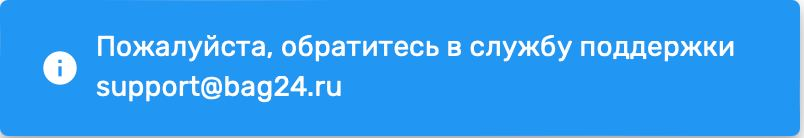 Пожалуйста, обратитесь в службу поддержки
support@bag24.ru